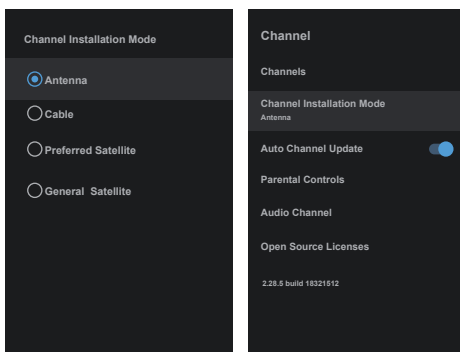 Channel Installation Mode
Antenna
Cable
Preferred Satellite
General Satellite
Channel
Channels
Channel Installation Mode
Antenna
Auto Channel Update
Parental Controls
Audio Channel
Open Source Licenses
2.28.5 build 18321512